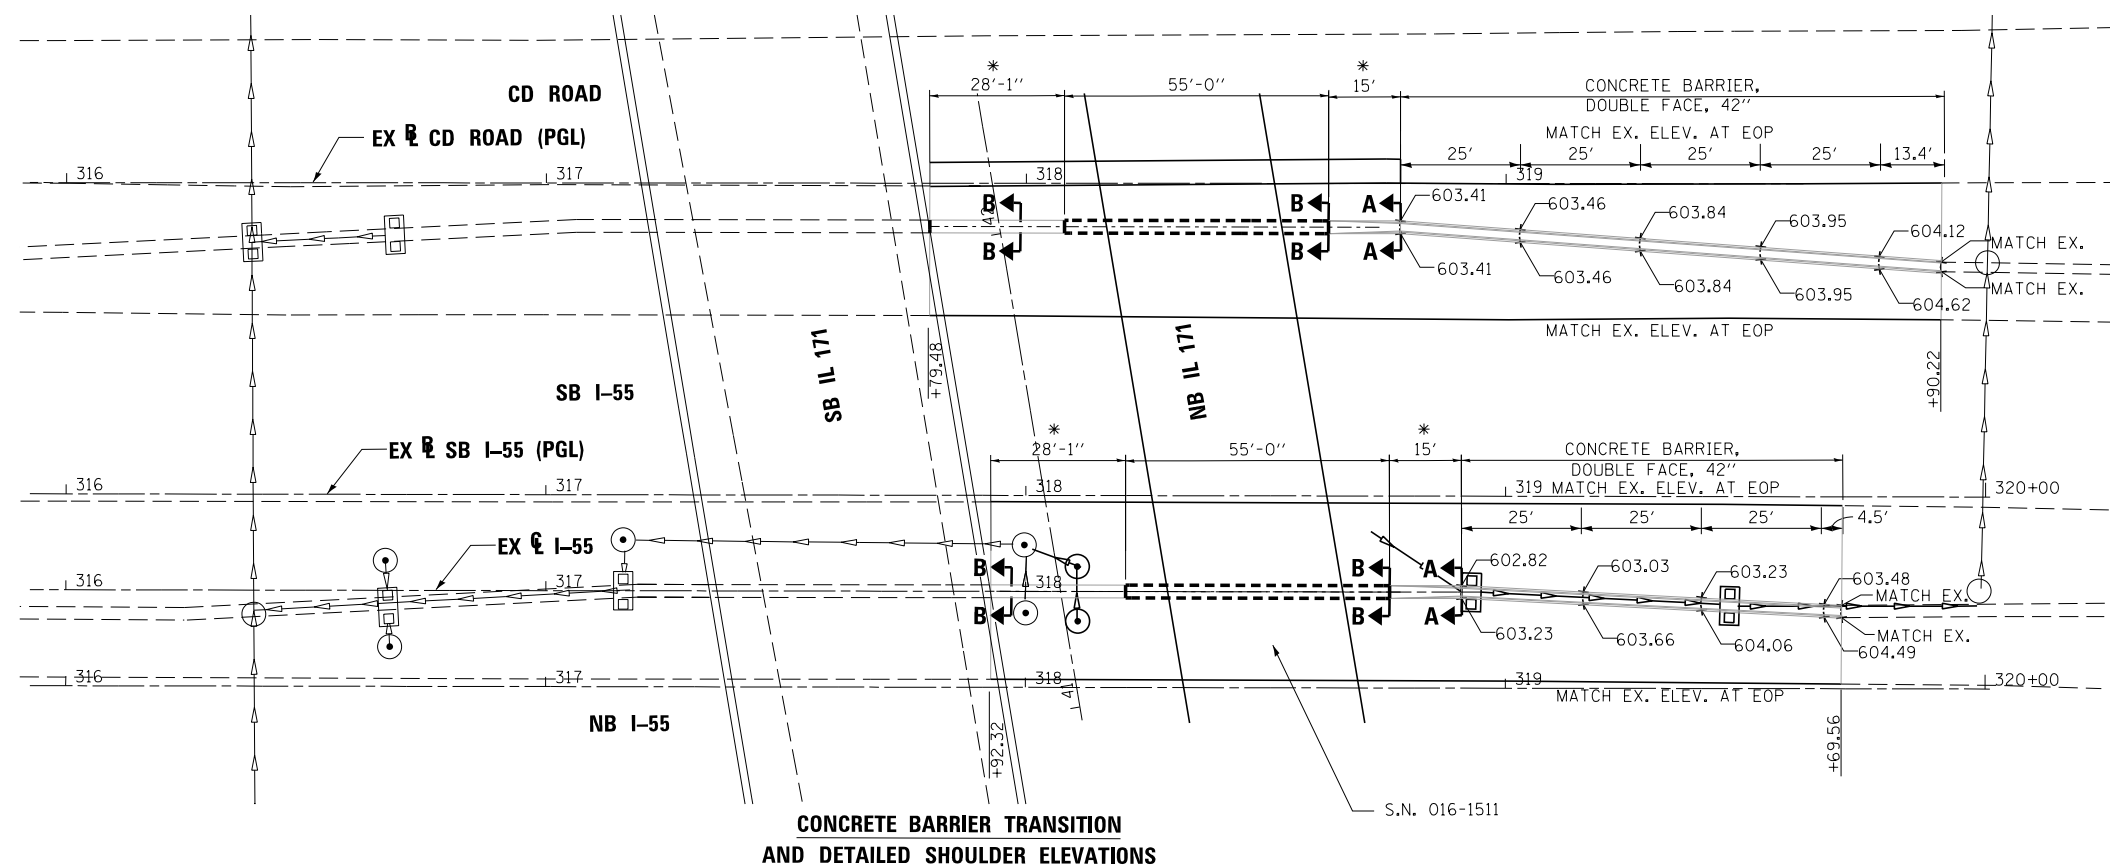 CD ROAD
EX B CD ROAD (PGL)
*
28'-1"
55'-0"
*
15'
CONCRETE BARRIER,
DOUBLE FACE, 42"
MATCH EX. ELEV. AT EOP
25'
25'
25'
25'
13.4'
316
317
318
319
B
B
A
42
603.41
603.46
603.84
603.95
604.12
MATCH EX.
B
B
A
603.41
603.46
603.84
603.95
604.62
MATCH EX.
MATCH EX. ELEV. AT EOP
SB IL 171
NB IL 171
+79.48
+90.22
SB I-55
EX B SB I-55 (PGL)
*
28'-1"
55'-0"
*
15'
CONCRETE BARRIER,
DOUBLE FACE, 42"
316
317
318
319
MATCH EX. ELEV. AT EOP
320+00
25'
25'
25'
4.5'
EX CL I-55
316
317
318
B
B
A
602.82
603.03
603.23
603.48
MATCH EX.
B
B
A
603.23
603.66
604.06
604.49
MATCH EX.
316
317
318
41
319
320+00
MATCH EX. ELEV. AT EOP
NB I-55
+92.32
+69.56
S.N. 016-1511
CONCRETE BARRIER TRANSITION
AND DETAILED SHOULDER ELEVATIONS